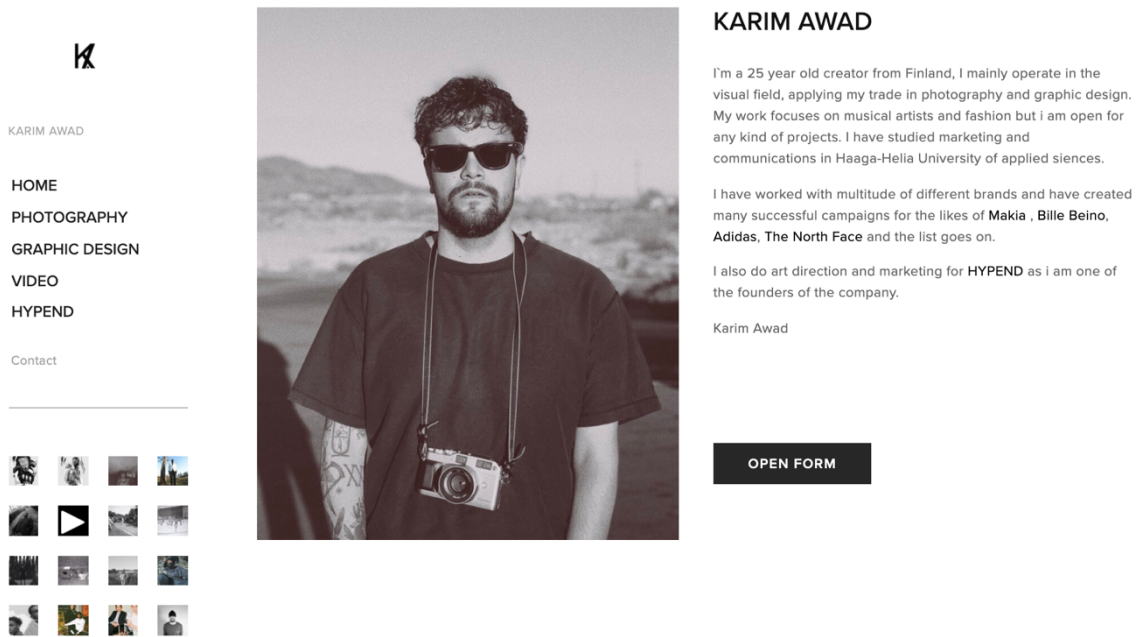 KA
KARIM AWAD
HOME
PHOTOGRAPHY
GRAPHIC DESIGN
VIDEO
HYPEND
Contact
KARIM AWAD
I`m a 25 year old creator from Finland, I mainly operate in the
visual field, applying my trade in photography and graphic design.
My work focuses on musical artists and fashion but i am open for
any kind of projects. I have studied marketing and
communications in Haaga-Helia University of applied siences.
I have worked with multitude of different brands and have created
many successful campaigns for the likes of Makia , Bille Beino,
Adidas, The North Face and the list goes on.
I also do art direction and marketing for HYPEND as i am one of
the founders of the company.
Karim Awad
OPEN FORM